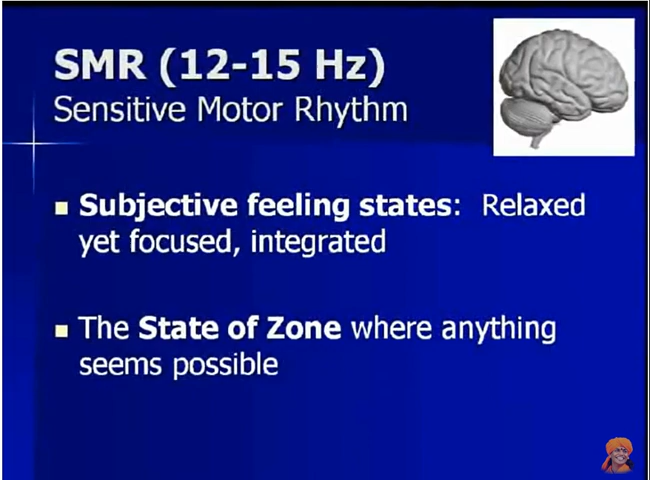 SMR (12-15 Hz)
Sensitive Motor Rhythm
Subjective feeling states: Relaxed
yet focused, integrated
The State of Zone where anything
seems possible